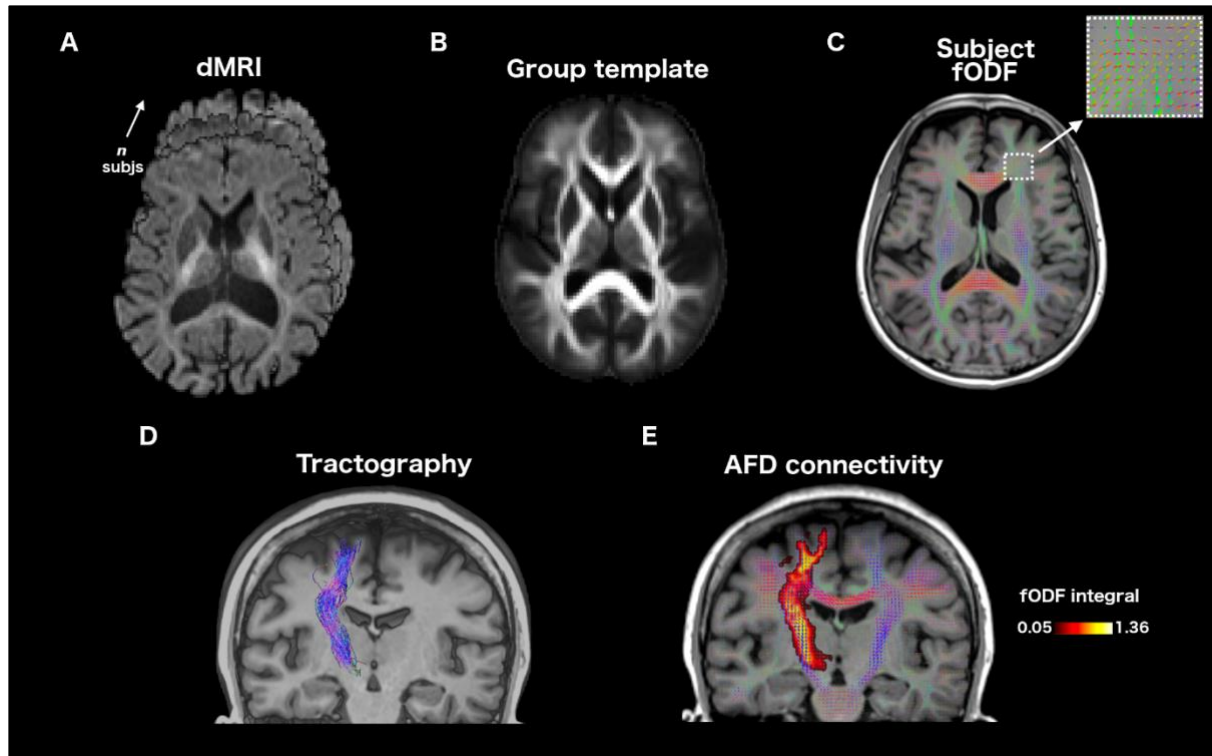 A
dMRI
n
subjs
B
Group template
C
Subject
fODF
D
Tractography
E
AFD connectivity
fODF integral
0.05 1.36